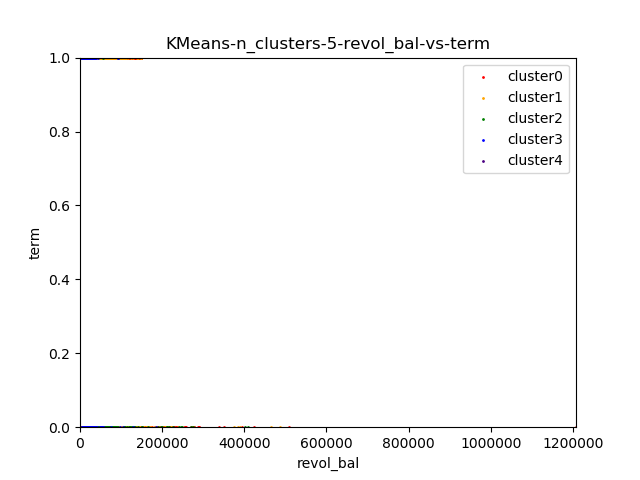 KMeans-n_clusters-5-revol_bal-vs-term
1.0
0.8
0.6
0.4
0.2
0.0
term
cluster0
cluster1
cluster2
cluster3
cluster4
0 200000 400000 600000 800000 1000000 1200000
revol_bal